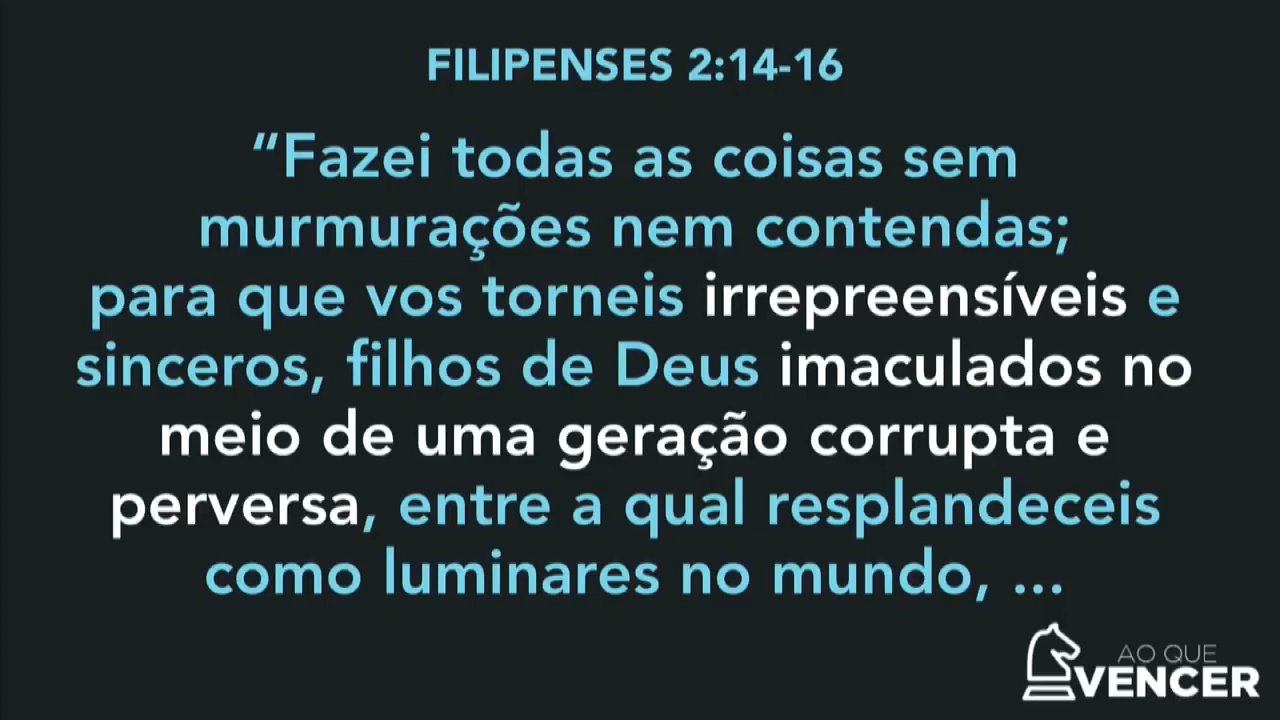 FILIPENSES 2:14-16
“Fazei todas as coisas sem
murmurações nem contendas;
para que vos torneis irrepreensíveis e
sinceros, filhos de Deus imaculados no
meio de uma geração corrupta e
perversa, entre a qual resplandeceis
como luminares no mundo, ...
AO QUE
VENCER